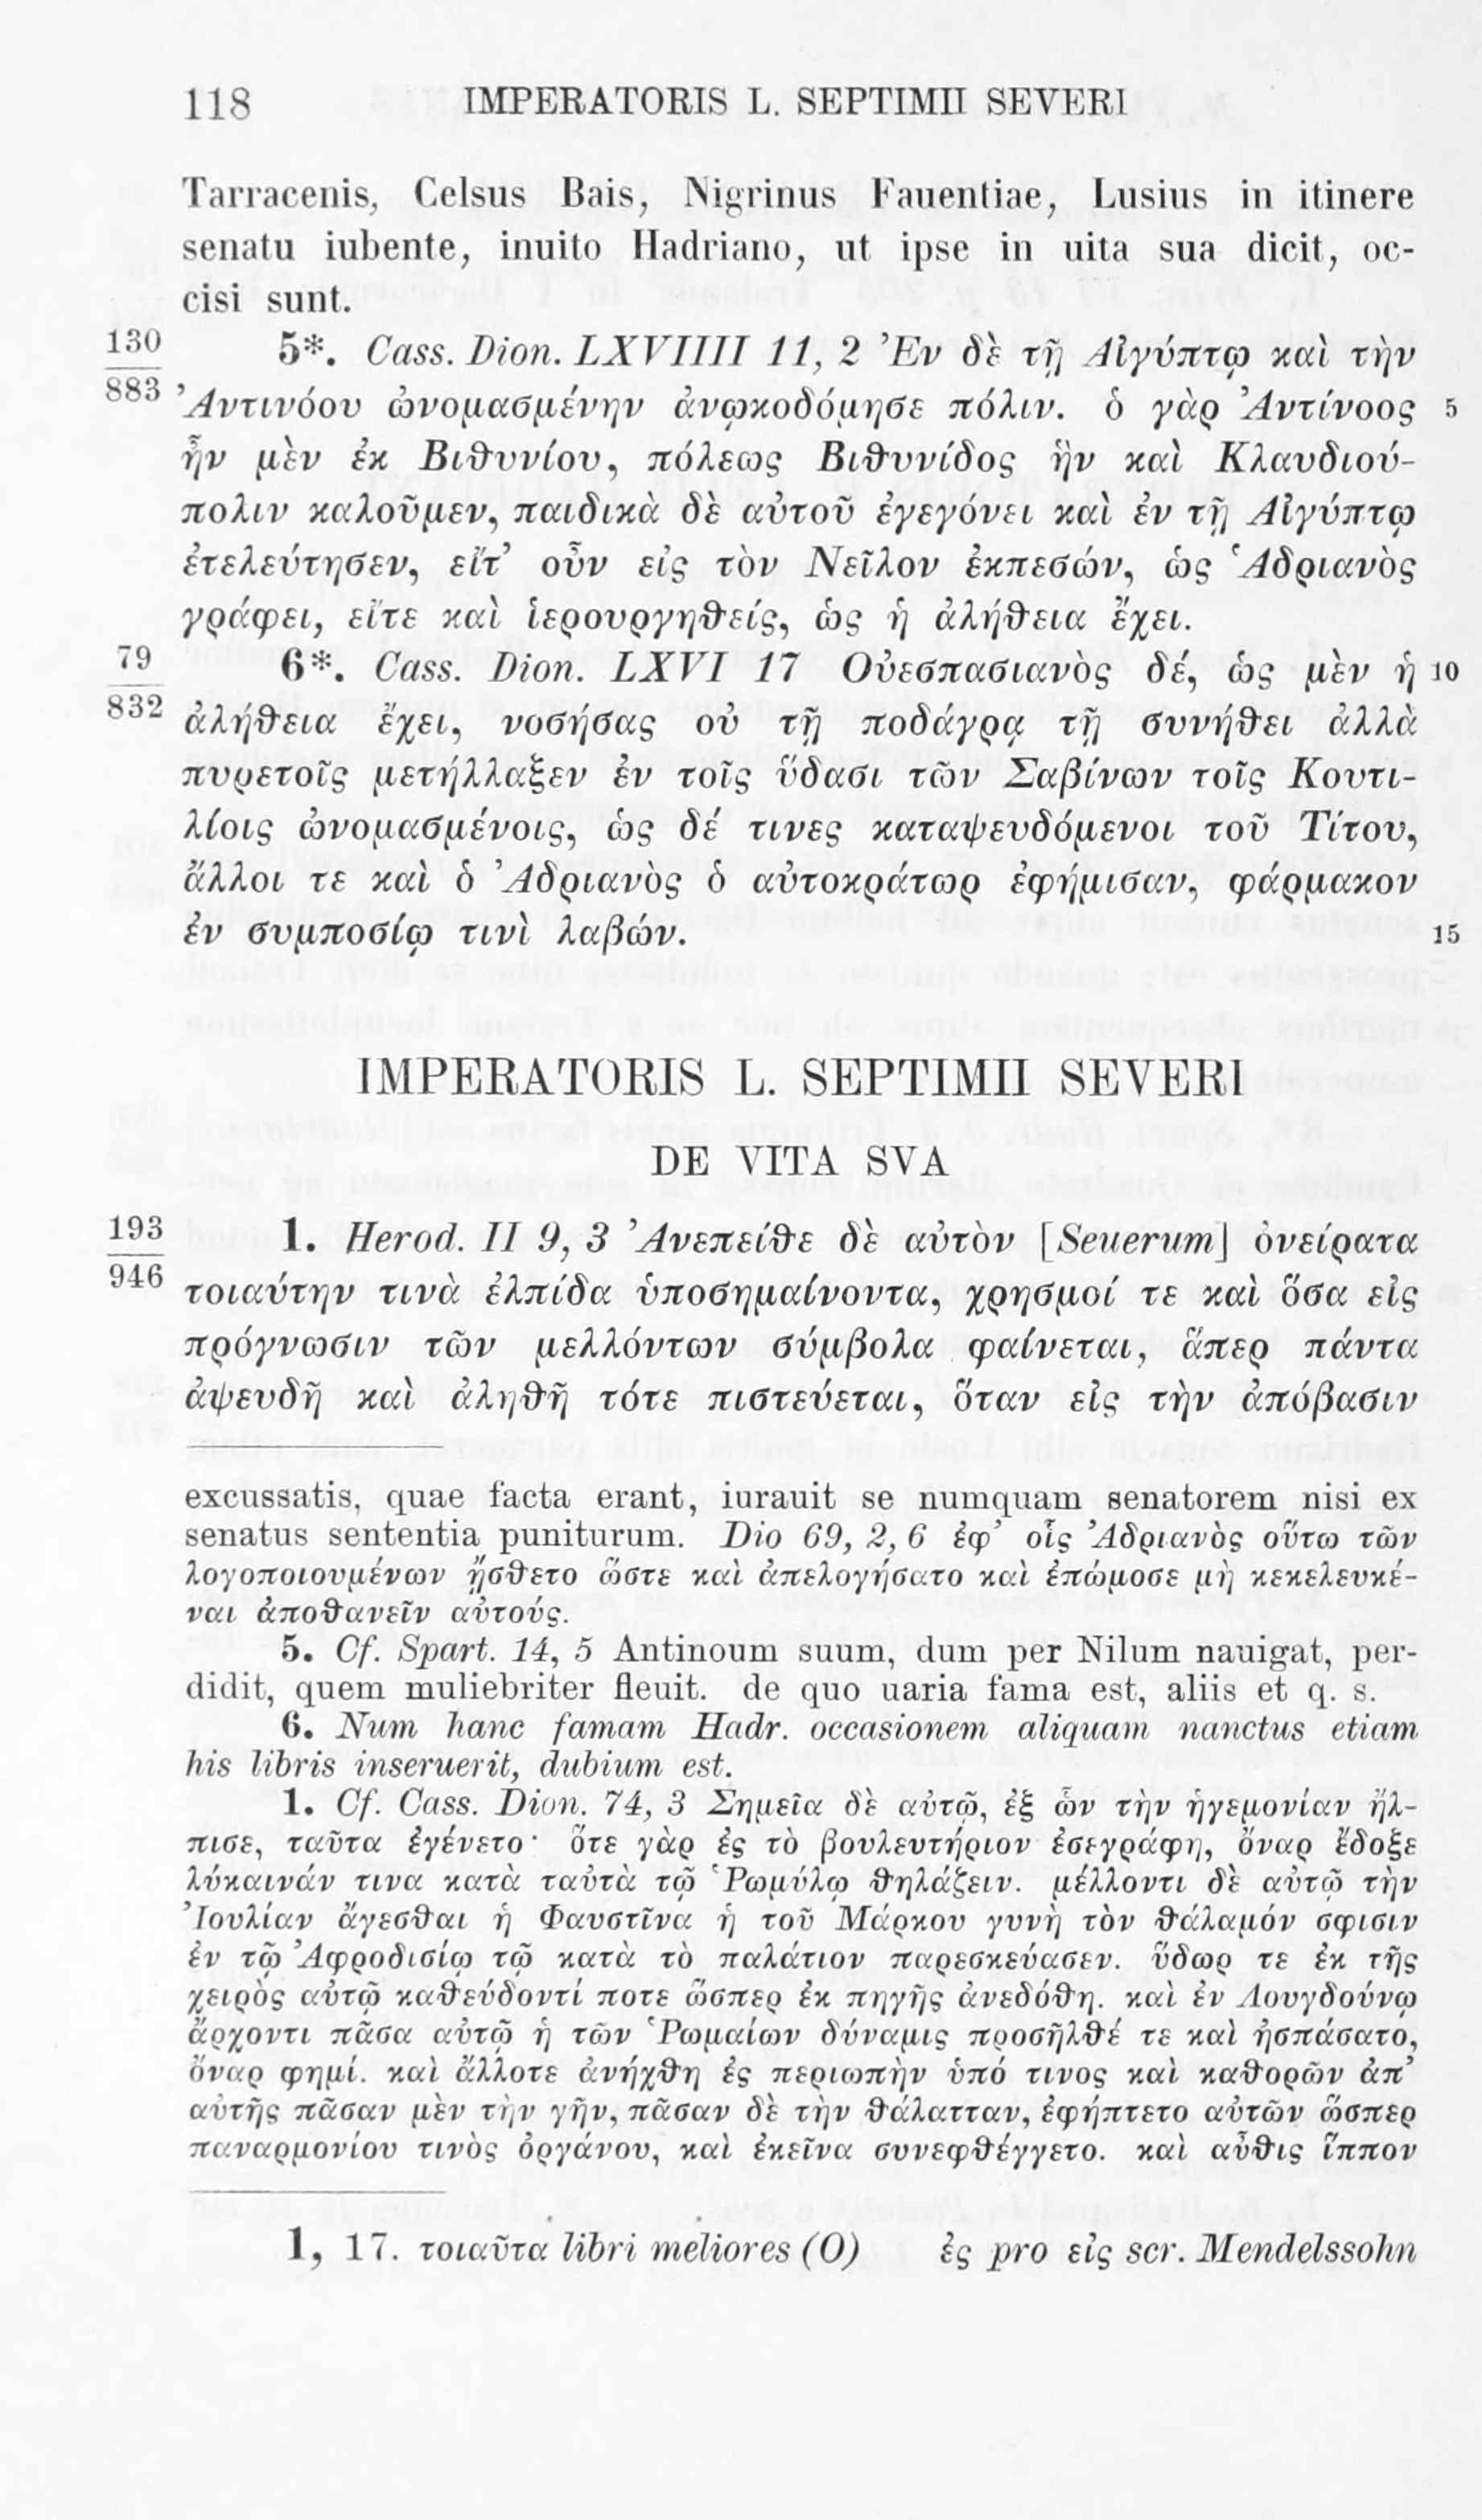 118 IMPERATORIS L. SEPTIMII SEVERI
Tarracenis, Celsus Bais, Nigrinus Fauentiae, Lusius in itinere
senatu iubente, inuito Hadriano, ut ipse in uita sua dicit, oc-
cisi sunt.
130 5*. Cass. Dion. LXVIIII 11, 2 Ἐν δὲ τῇ Αἰγύπτῳ καὶ τὴν
883 Ἀντινόου ὠνομασμένην ἀνῳκοδόμησε πόλιν. ὁ γὰρ Ἀντίνοος 5
ἦν μὲν ἐκ Βιθυνίου, πόλεως Βιθυνίδος ἣν καὶ Κλαυδιού-
πολιν καλοῦμεν, παιδικὰ δὲ αὐτοῦ ἐγεγόνει καὶ ἐν τῇ Αἰγύπτῳ
ἐτελεύτησεν, εἴτ’ οὖν εἰς τὸν Νεῖλον ἐκπεσών, ὡς Ἁδριανὸς
γράφει, εἴτε καὶ ἱερουργηθείς, ὡς ἡ ἀλήθεια ἔχει.
79 6*. Cass. Dion. LXVI 17 Οὐεσπασιανὸς δέ, ὡς μὲν ἡ 10
832 ἀλήθεια ἔχει, νοσήσας οὐ τῇ ποδάγρᾳ τῇ συνήθει ἀλλὰ
πυρετοῖς μετήλλαξεν ἐν τοῖς ὕδασι τῶν Σαβίνων τοῖς Κουτι-
λίοις ὠνομασμένοις, ὡς δέ τινες καταψευδόμενοι τοῦ Τίτου,
ἄλλοι τε καὶ ὁ Ἀδριανὸς ὁ αὐτοκράτωρ ἐφήμισαν, φάρμακον
ἐν συμποσίῳ τινὶ λαβών. 15
IMPERATORIS L. SEPTIMII SEVERI
DE VITA SVA
193 1. Herod. II 9, 3 Ἀνεπείθε δὲ αὐτὸν [Seuerum] ὀνείρατα
946 τοιαύτην τινὰ ἐλπίδα ὑποσημαίνοντα, χρησμοί τε καὶ ὅσα εἰς
πρόγνωσιν τῶν μελλόντων σύμβολα φαίνεται, ἅπερ πάντα
ἀψευδῆ καὶ ἀληθῆ τότε πιστεύεται, ὅταν εἰς τὴν ἀπόβασιν
excussatis, quae facta erant, iurauit se numquam senatorem nisi ex
senatus sententia puniturum. Dio 69, 2, 6 ἐφ’ οἷς Ἀδριανὸς οὕτω τῶν
λογοποιουμένων ᾔσθετο ὥστε καὶ ἀπελογήσατο καὶ ἐπώμοσε μὴ κεκελευκέ-
ναι ἀποθανεῖν αὐτούς.
5. Cf. Spart. 14, 5 Antinoum suum, dum per Nilum nauigat, per-
didit, quem muliebriter fleuit. de quo uaria fama est, aliis et q. s.
6. Num hanc famam Hadr. occasionem aliquam nanctus etiam
his libris inseruerit, dubium est.
1. Cf. Cass. Dion. 74, 3 Σημεῖα δὲ αὐτῷ, ἐξ ὧν τὴν ἡγεμονίαν ἤλ-
πισε, ταῦτα ἐγένετο· ὅτε γὰρ ἐς τὸ βουλευτήριον ἐσεγράφη, ὄναρ ἔδοξε
λύκαινάν τινα κατὰ ταὐτὰ τῷ Ῥωμύλῳ θηλάζειν. μέλλοντι δὲ αὐτῷ τὴν
Ἰουλίαν ἄγεσθαι ἡ Φαυστῖνα ἡ τοῦ Μάρκου γυνὴ τὸν θάλαμόν σφισιν
ἐν τῷ Ἀφροδισίῳ τῷ κατὰ τὸ παλάτιον παρεσκεύασεν. ὕδωρ τε ἐκ τῆς
χειρὸς αὐτῷ καθεύδοντί ποτε ὥσπερ ἐκ πηγῆς ἀνεδόθη. καὶ ἐν Λουγδούνῳ
ἄρχοντι πᾶσα αὐτῷ ἡ τῶν Ῥωμαίων δύναμις προσῆλθέ τε καὶ ἠσπάσατο,
ὄναρ φημί. καὶ ἄλλοτε ἀνήχθη ἐς περιωπὴν ὑπό τινος καὶ καθορῶν ἀπ’
αὐτῆς πᾶσαν μὲν τὴν γῆν, πᾶσαν δὲ τὴν θάλατταν, ἐφήπτετο αὐτῶν ὥσπερ
παναρμονίου τινὸς ὀργάνου, καὶ ἐκεῖνα συνεφθέγγετο. καὶ αὖθις ἵππον
1, 17. τοιαῦτα libri meliores (O) ἐς pro εἰς scr. Mendelssohn